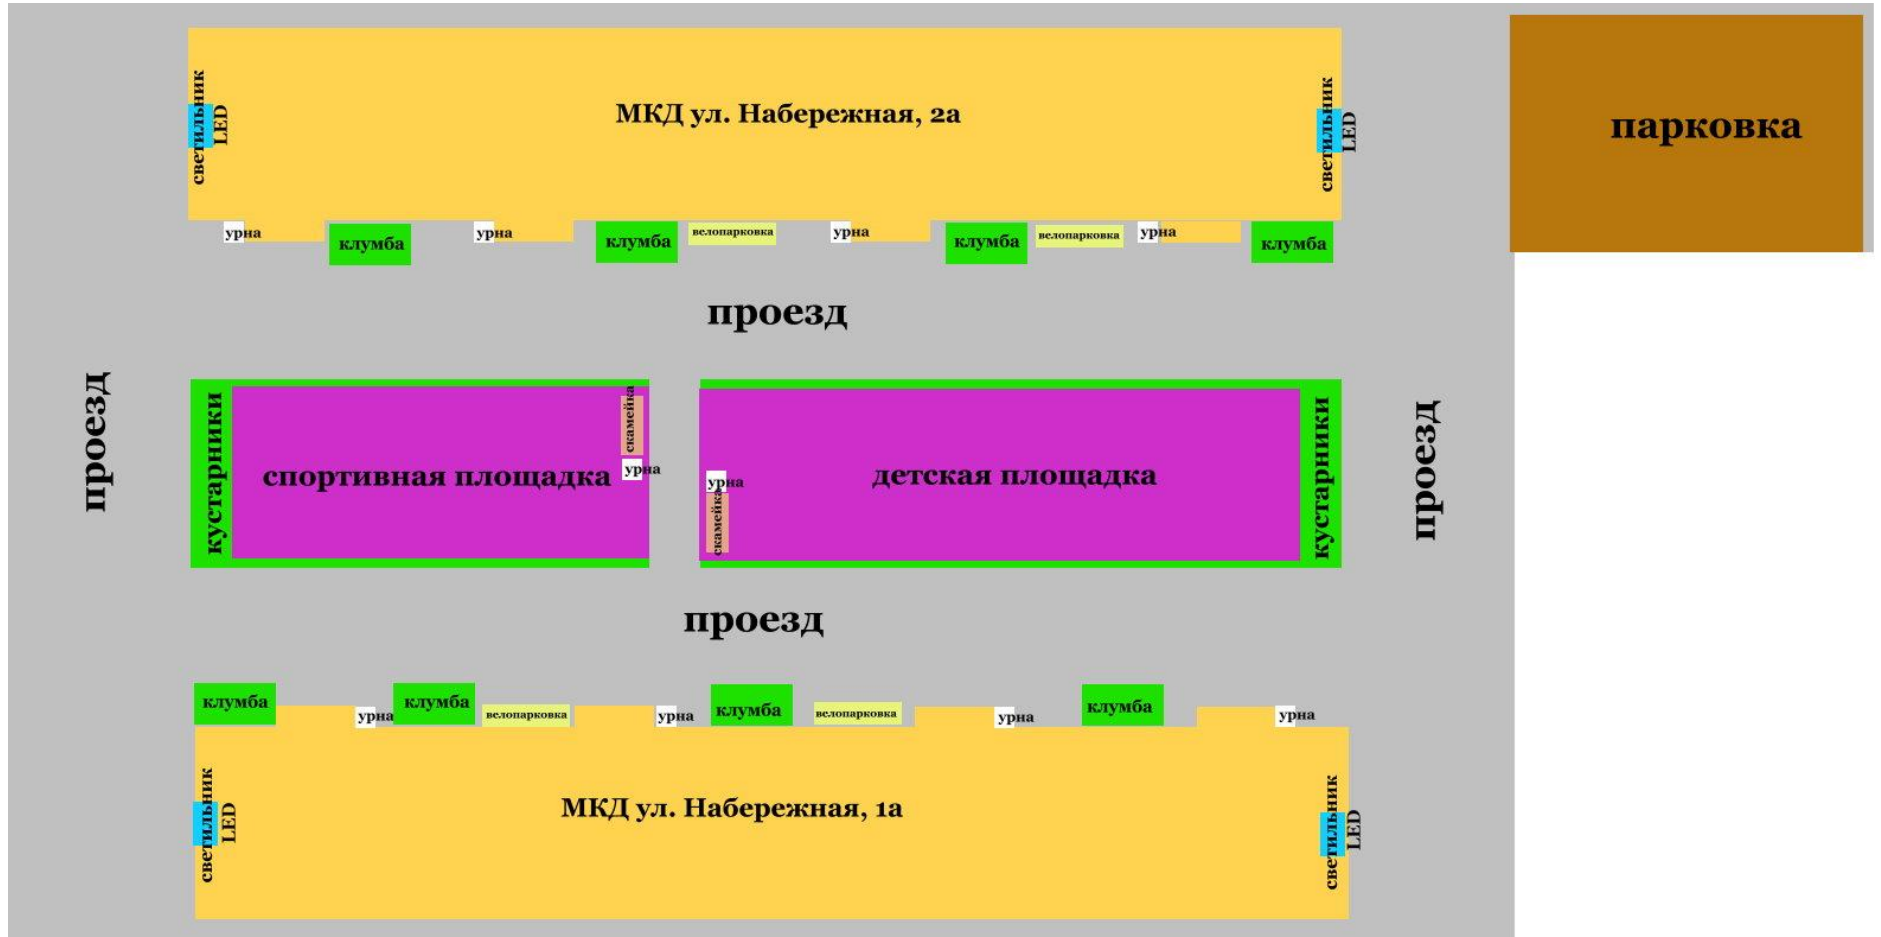 светильник
LED
МКД ул. Набережная, 2а
светильник
LED
парковка
урна
клумба
урна
клумба
велопарковка
урна
клумба
велопарковка
урна
клумба
проезд
проезд
кустарники
спортивная площадка
скамейка
урна
урна
скамейка
детская площадка
кустарники
проезд
проезд
клумба
урна
клумба
велопарковка
урна
клумба
велопарковка
урна
клумба
урна
светильник
LED
МКД ул. Набережная, 1а
светильник
LED